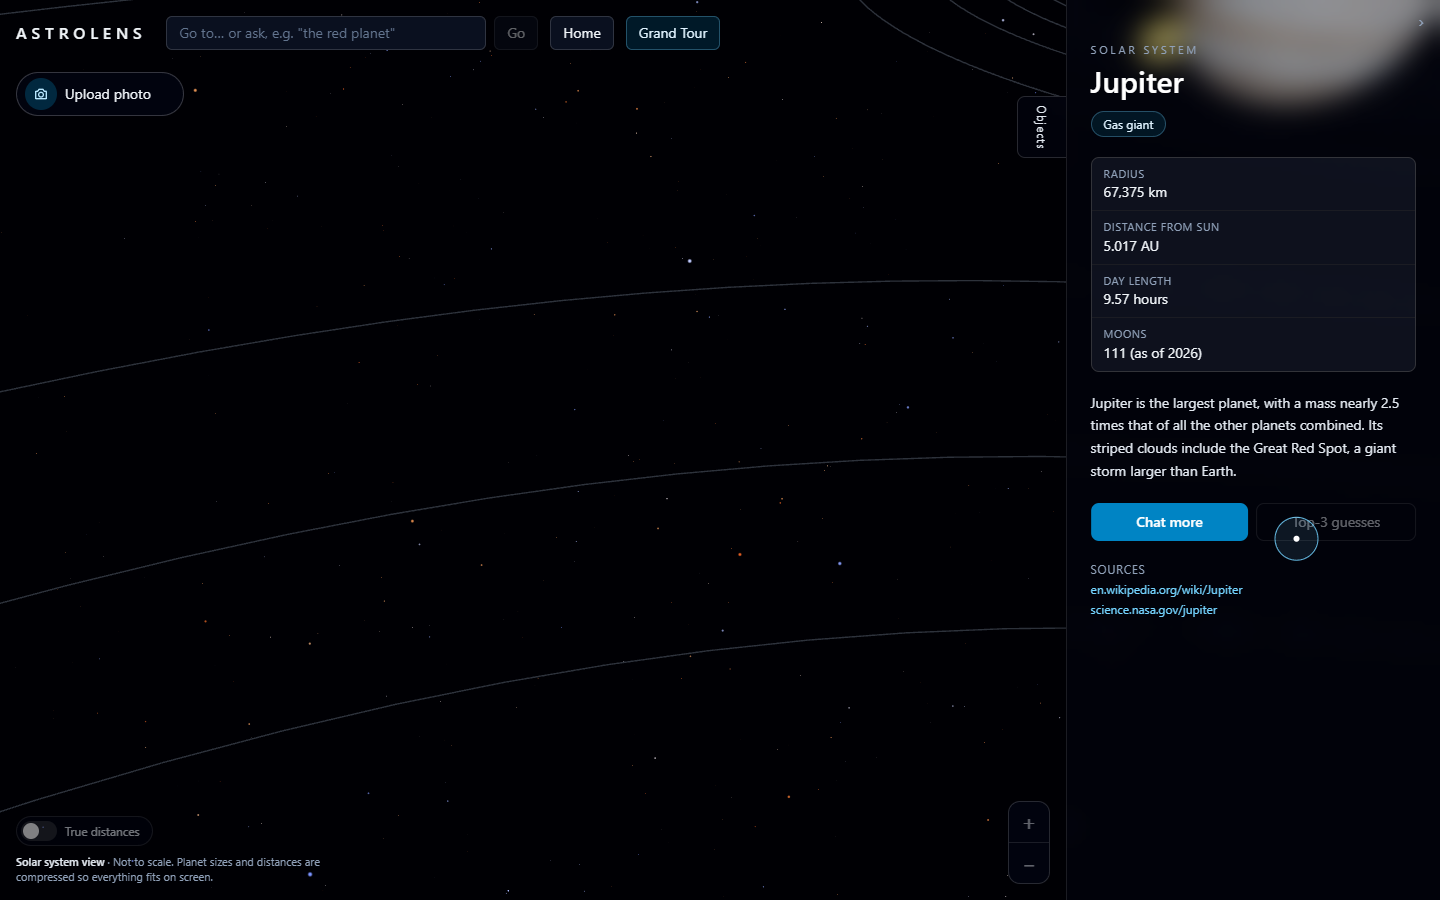 ASTROLENS
Go to... or ask, e.g. "the red planet"
Go
Home
Grand Tour
Upload photo
Objects
SOLAR SYSTEM
Jupiter
Gas giant
RADIUS
67,375 km
DISTANCE FROM SUN
5.017 AU
DAY LENGTH
9.57 hours
MOONS
111 (as of 2026)
Jupiter is the largest planet, with a mass nearly 2.5
times that of all the other planets combined. Its
striped clouds include the Great Red Spot, a giant
storm larger than Earth.
Chat more
Top-3 guesses
SOURCES
en.wikipedia.org/wiki/Jupiter
science.nasa.gov/jupiter
True distances
Solar system view · Not to scale. Planet sizes and distances are
compressed so everything fits on screen.